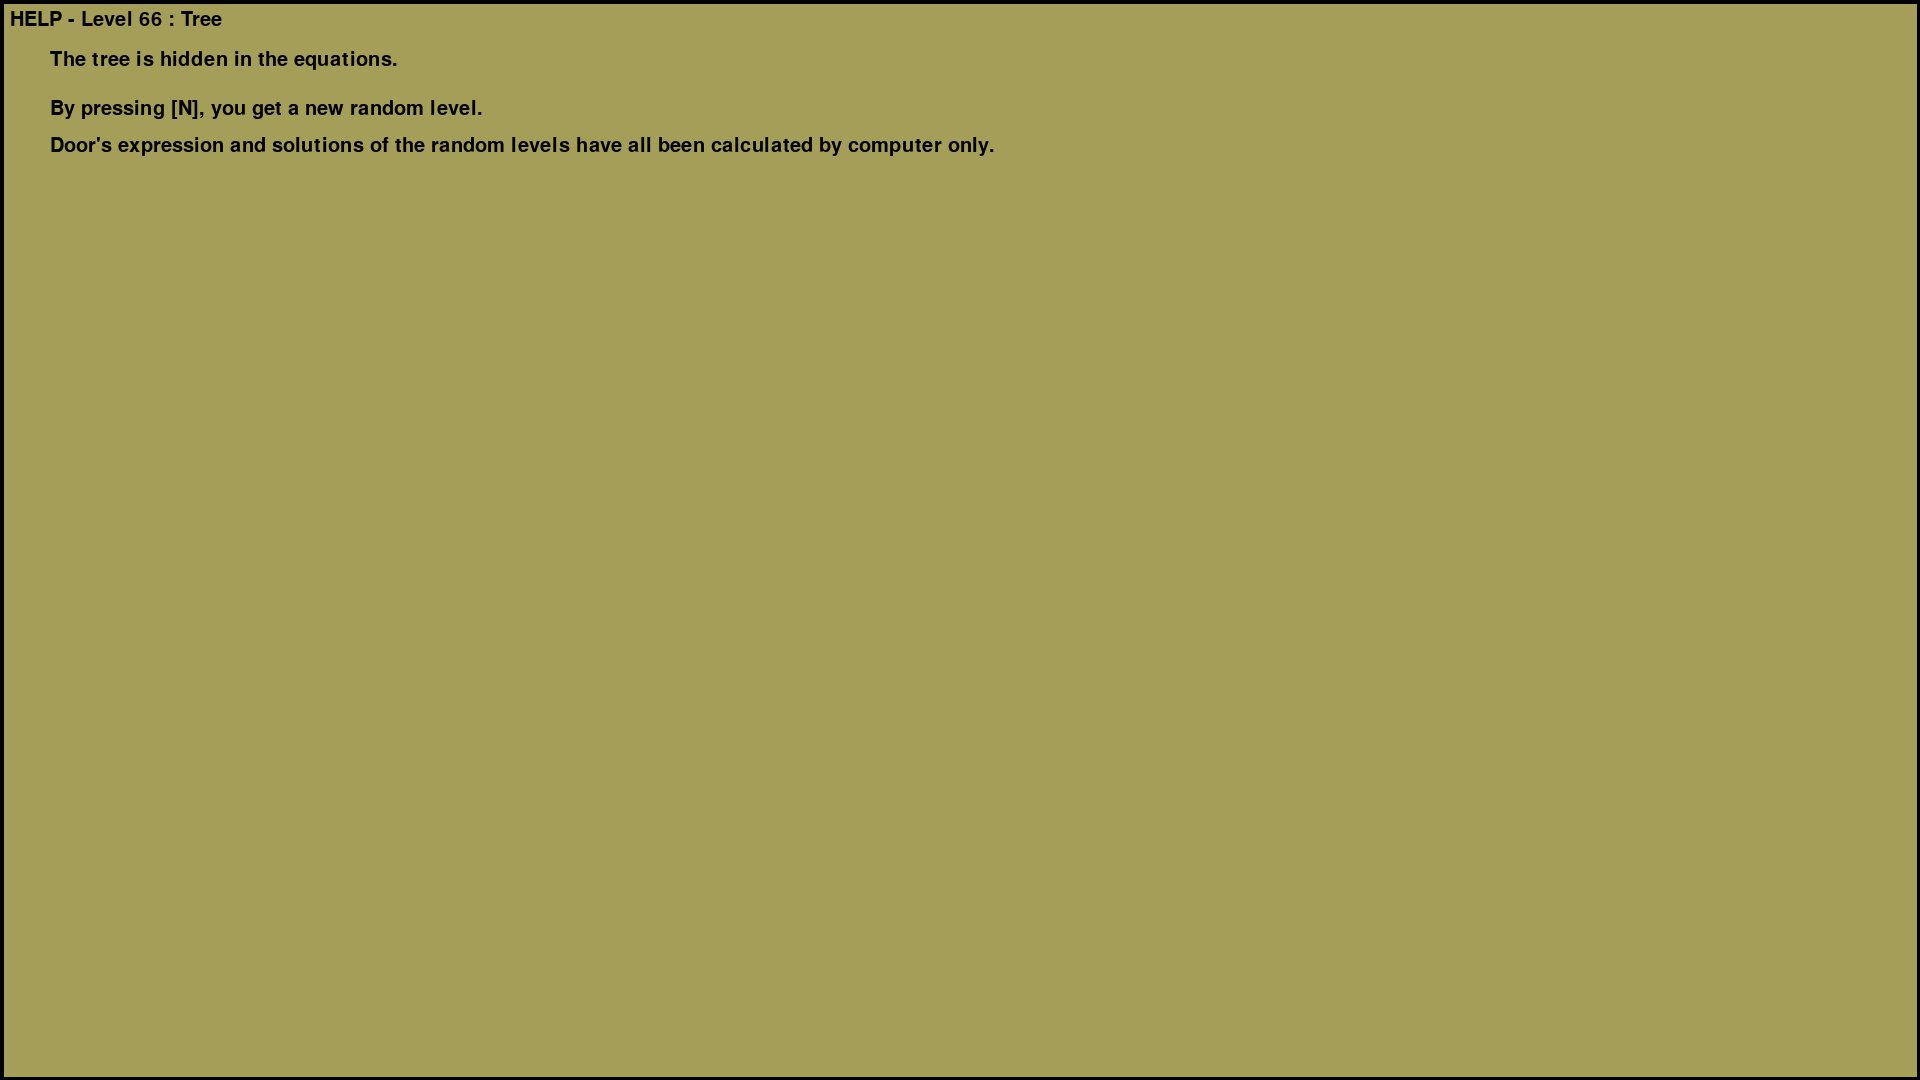 HELP - Level 66 : Tree
The tree is hidden in the equations.
By pressing [N], you get a new random level.
Door's expression and solutions of the random levels have all been calculated by computer only.